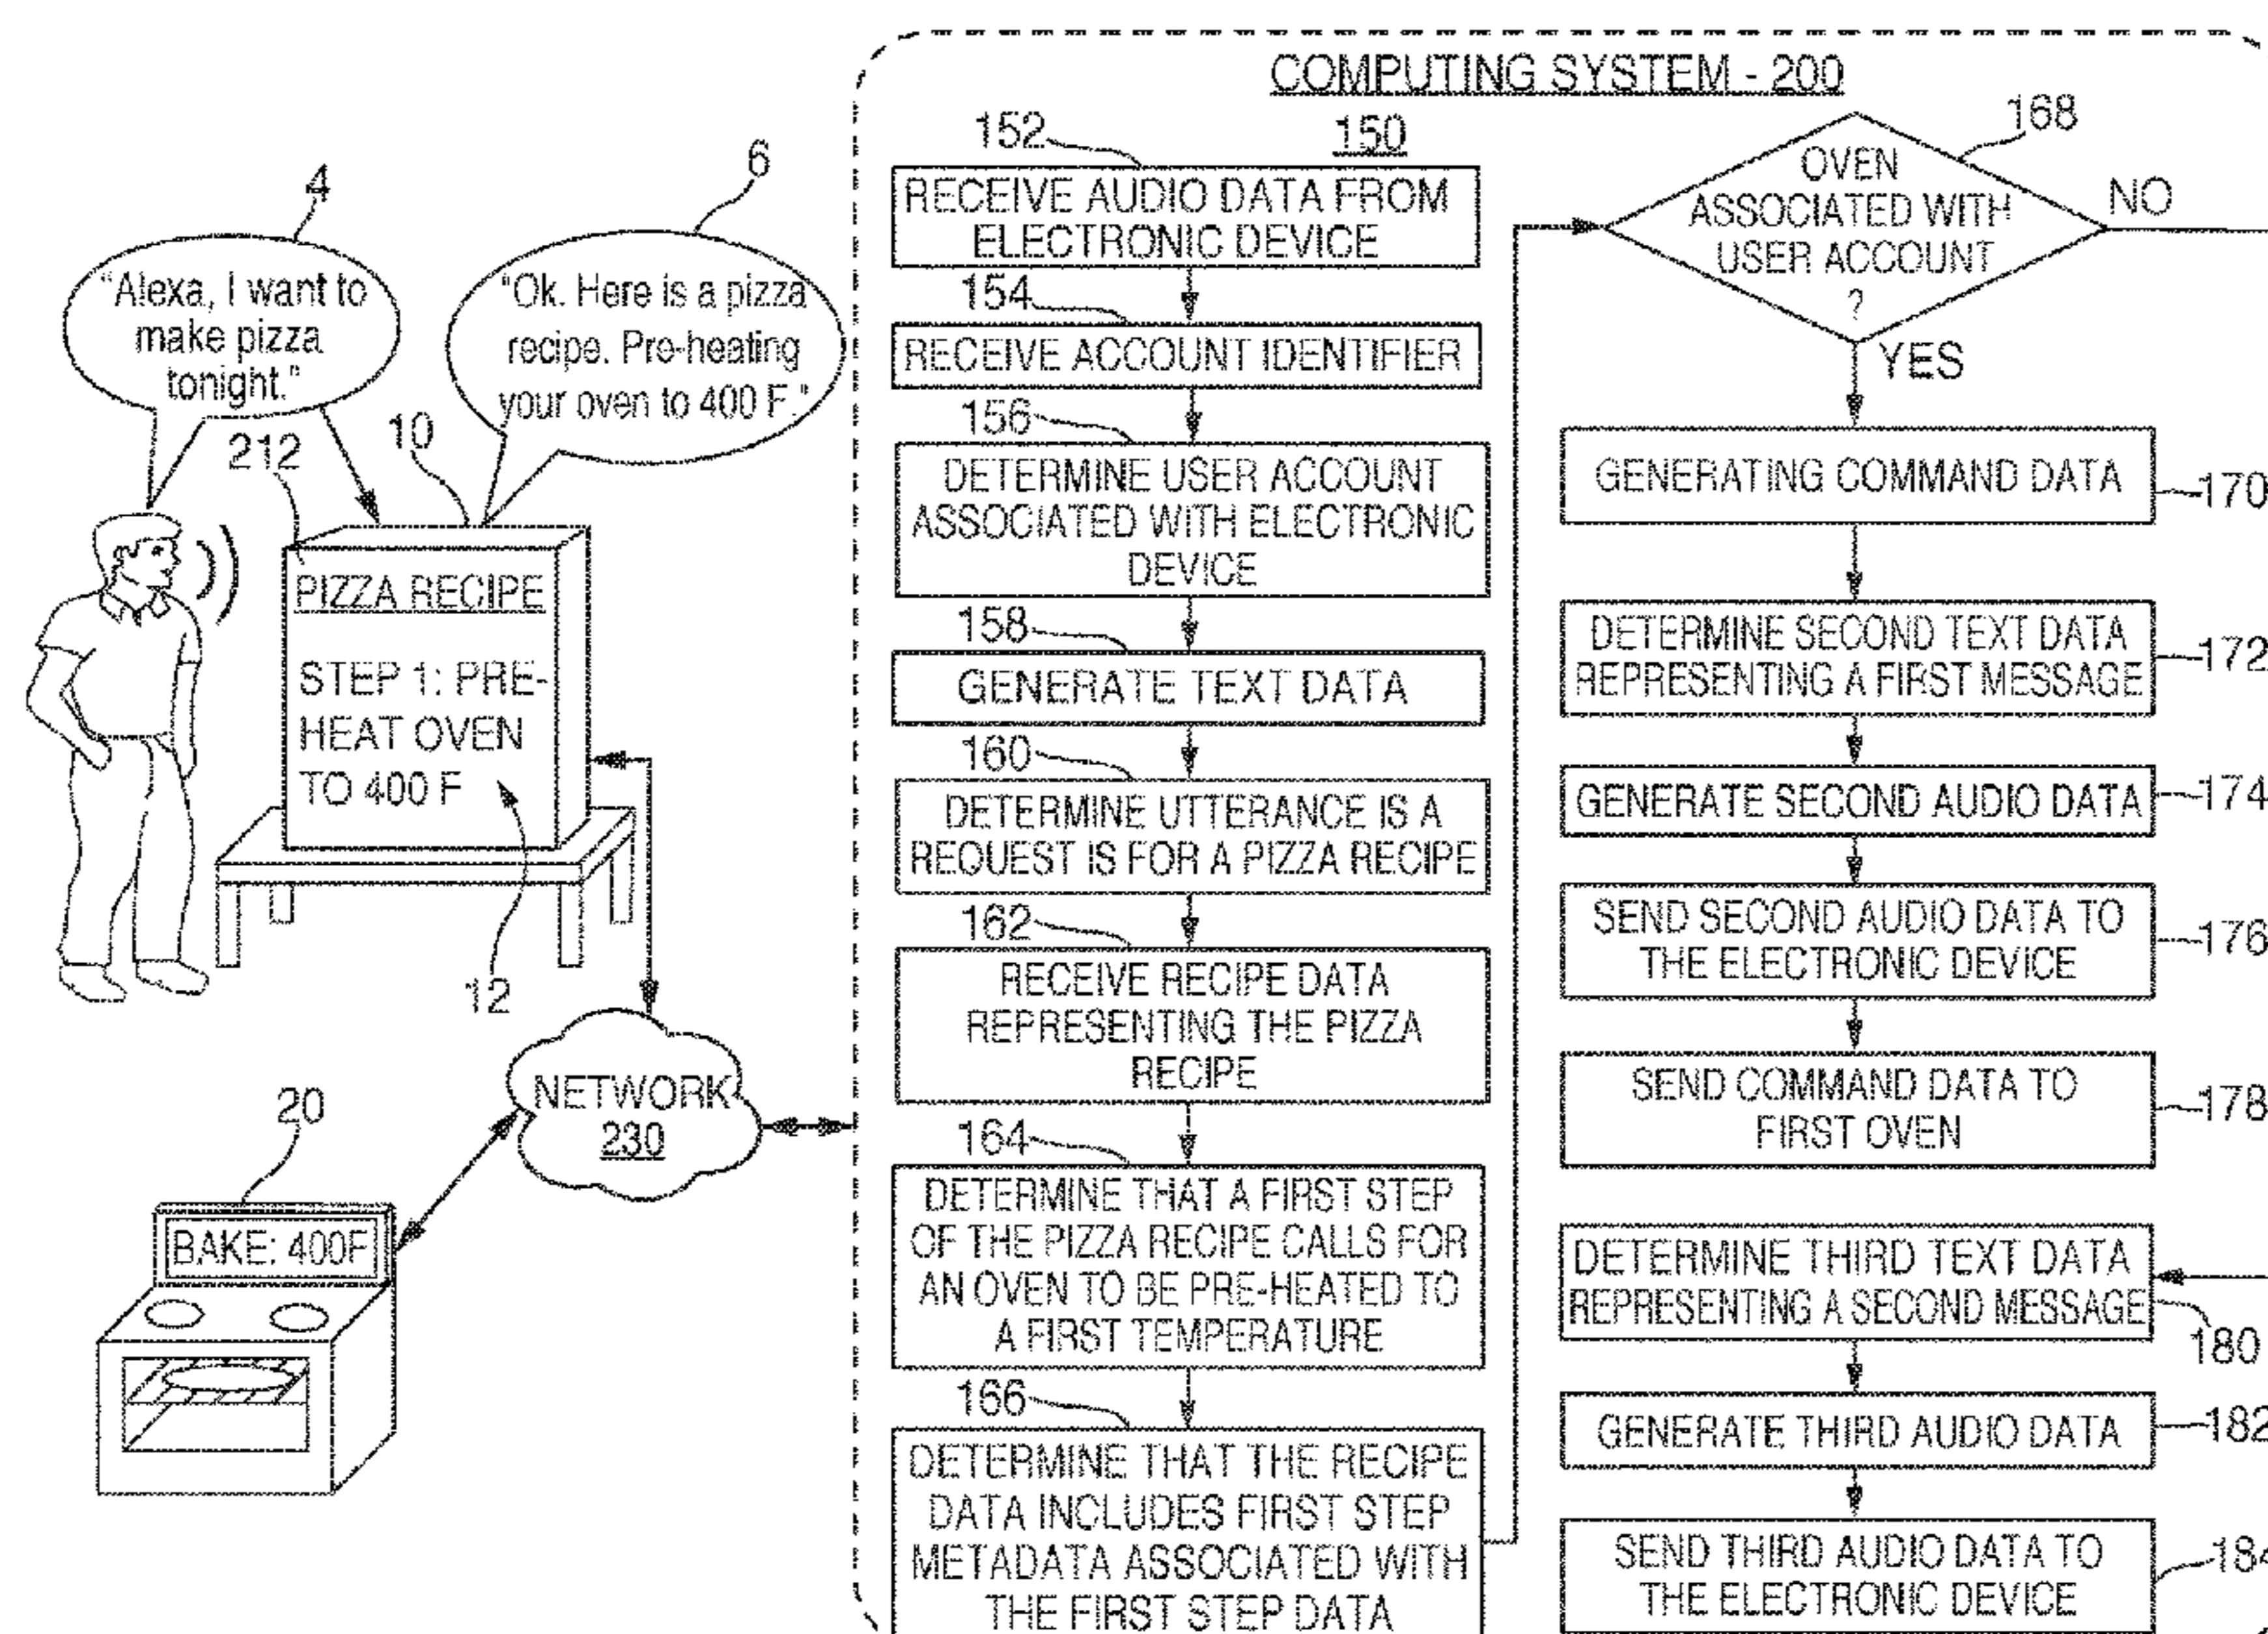 COMPUTING SYSTEM - 200
150
4
"Alexa, I want to
make pizza
tonight."
6
"Ok. Here is a pizza
recipe. Pre-heating
your oven to 400 F."
212
10
PIZZA RECIPE
STEP 1: PRE-
HEAT OVEN
TO 400 F
12
NETWORK
230
20
BAKE: 400F
152
RECEIVE AUDIO DATA FROM
ELECTRONIC DEVICE
154
RECEIVE ACCOUNT IDENTIFIER
156
DETERMINE USER ACCOUNT
ASSOCIATED WITH ELECTRONIC
DEVICE
158
GENERATE TEXT DATA
160
DETERMINE UTTERANCE IS A
REQUEST IS FOR A PIZZA RECIPE
162
RECEIVE RECIPE DATA
REPRESENTING THE PIZZA
RECIPE
164
DETERMINE THAT A FIRST STEP
OF THE PIZZA RECIPE CALLS FOR
AN OVEN TO BE PRE-HEATED TO
A FIRST TEMPERATURE
166
DETERMINE THAT THE RECIPE
DATA INCLUDES FIRST STEP
METADATA ASSOCIATED WITH
THE FIRST STEP DATA
168
OVEN
ASSOCIATED WITH
USER ACCOUNT
?
NO
YES
GENERATING COMMAND DATA
170
DETERMINE SECOND TEXT DATA
REPRESENTING A FIRST MESSAGE
172
GENERATE SECOND AUDIO DATA
174
SEND SECOND AUDIO DATA TO
THE ELECTRONIC DEVICE
176
SEND COMMAND DATA TO
FIRST OVEN
178
DETERMINE THIRD TEXT DATA
REPRESENTING A SECOND MESSAGE
180
GENERATE THIRD AUDIO DATA
182
SEND THIRD AUDIO DATA TO
THE ELECTRONIC DEVICE
184